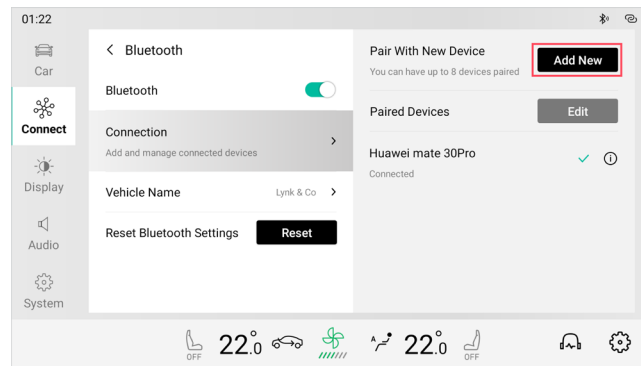 01:22
Car
Connect
Display
Audio
System
Bluetooth
Bluetooth
Connection
Add and manage connected devices
Vehicle Name
Lynk & Co
Reset Bluetooth Settings
Reset
Pair With New Device
You can have up to 8 devices paired
Add New
Paired Devices
Edit
Huawei mate 30Pro
Connected
OFF
22.0°
A
22.0°
OFF